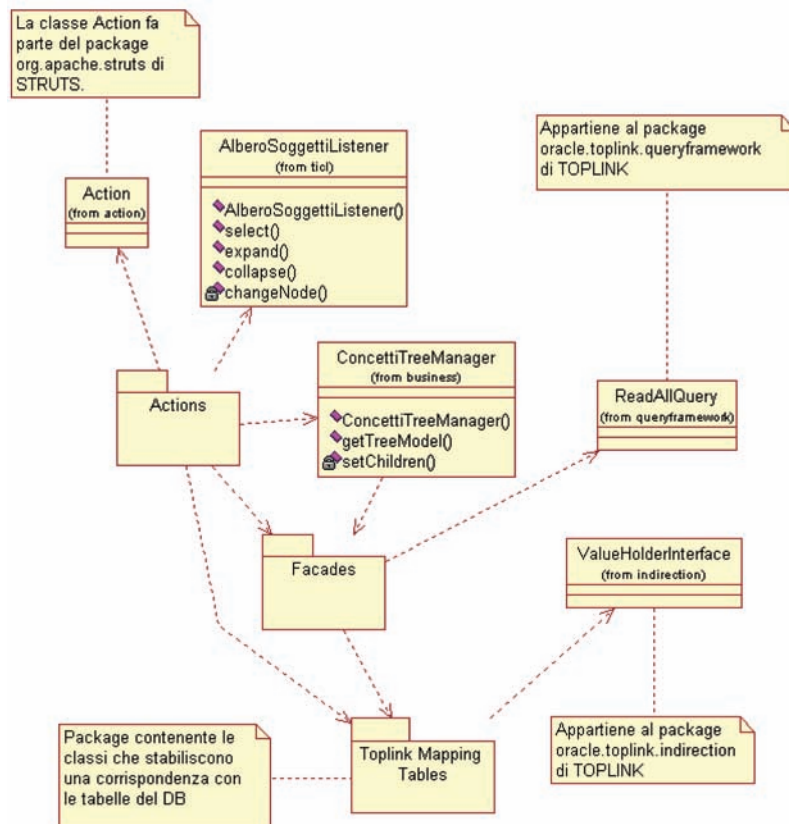 La classe Action fa
parte del package
org.apache.struts di
STRUTS.
AlberoSoggettiListener
(from ticl)
AlberoSoggettiListener()
select()
expand()
collapse()
changeNode()
Appartiene al package
oracle.toplink.queryframework
di TOPLINK
Action
(from action)
ConcettiTreeManager
(from business)
ConcettiTreeManager()
getTreeModel()
setChildren()
Actions
ReadAllQuery
(from queryframework)
Facades
ValueHolderInterface
(from indirection)
Package contenente le
classi che stabiliscono
una corrispondenza con
le tabelle del DB
Toplink Mapping
Tables
Appartiene al package
oracle.toplink.indirection
di TOPLINK